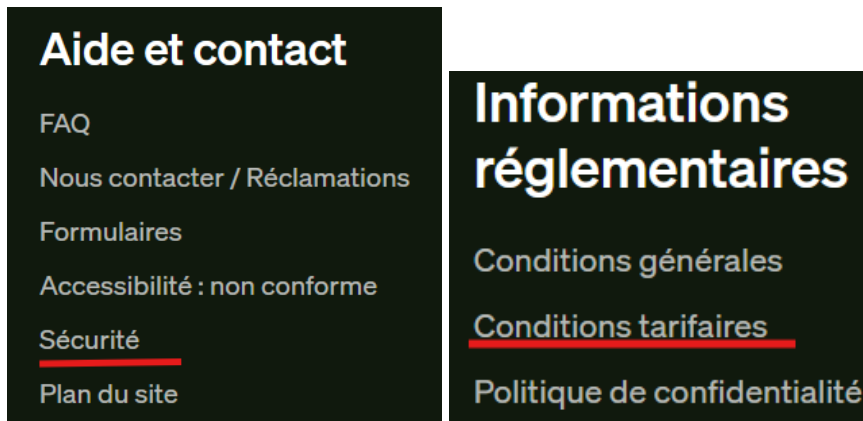 Aide et contact
FAQ
Nous contacter / Réclamations
Formulaires
Accessibilité : non conforme
Sécurité
Plan du site
Informations
réglementaires
Conditions générales
Conditions tarifaires
Politique de confidentialité